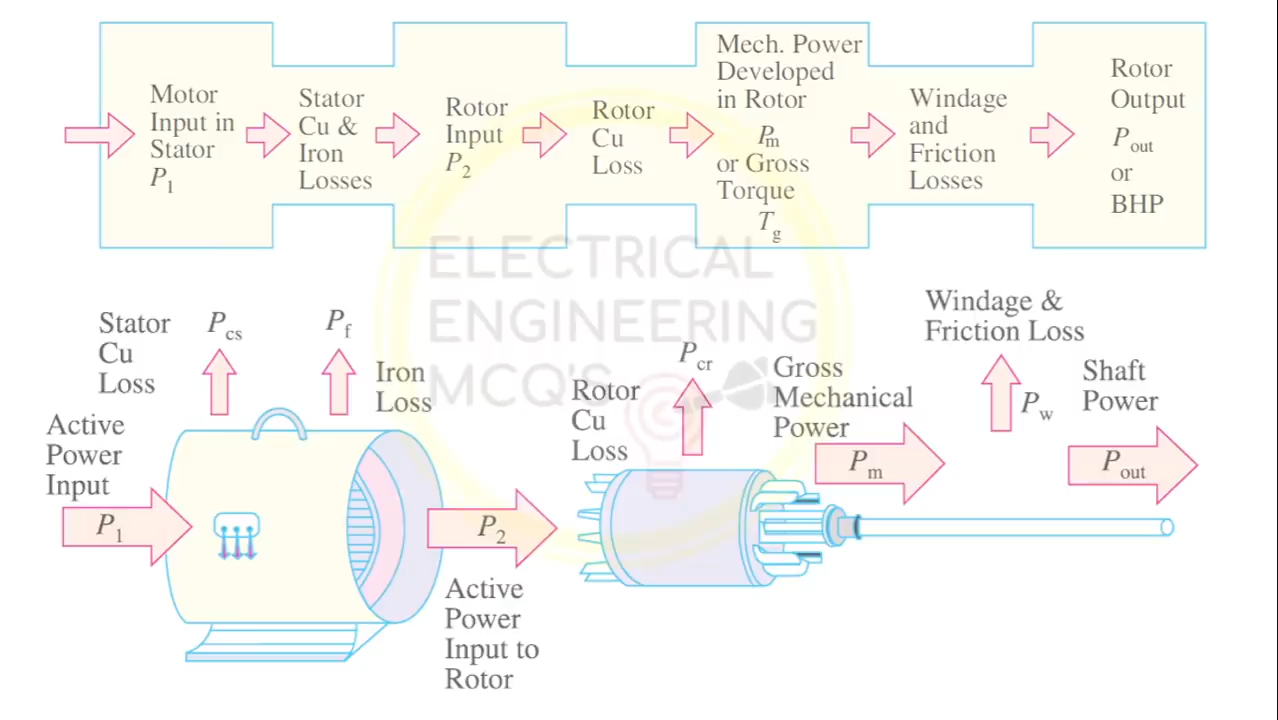 Motor
Input in
Stator
P1
Stator
Cu &
Iron
Losses
Rotor
Input
P2
Rotor
Cu
Loss
Mech. Power
Developed
in Rotor
Pm
or Gross
Torque
Tg
Windage
and
Friction
Losses
Rotor
Output
Pout
or
BHP
ELECTRICAL
ENGINEERING
MCQ'S
Stator
Cu
Loss
Pcs
Pf
Iron
Loss
Active
Power
Input
P1
P2
Active
Power
Input to
Rotor
Rotor
Cu
Loss
Pcr
Gross
Mechanical
Power
Pm
Windage &
Friction Loss
Pw
Shaft
Power
Pout